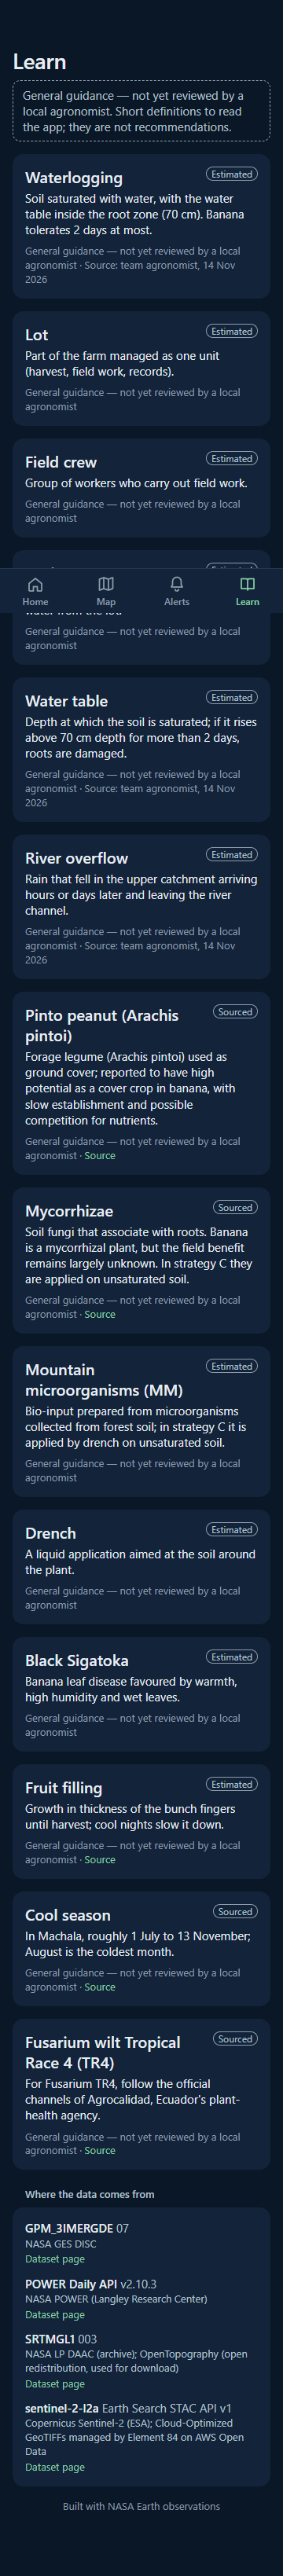 Learn
General guidance — not yet reviewed by a
local agronomist. Short definitions to read
the app; they are not recommendations.
Waterlogging
Estimated
Soil saturated with water, with the water
table inside the root zone (70 cm). Banana
tolerates 2 days at most.
General guidance — not yet reviewed by a local
agronomist · Source: team agronomist, 14 Nov
2026
Lot
Estimated
Part of the farm managed as one unit
(harvest, field work, records).
General guidance — not yet reviewed by a local
agronomist
Field crew
Estimated
Group of workers who carry out field work.
General guidance — not yet reviewed by a local
agronomist
Home
Map
Alerts
Learn
General guidance — not yet reviewed by a local
agronomist
Water table
Estimated
Depth at which the soil is saturated; if it rises
above 70 cm depth for more than 2 days,
roots are damaged.
General guidance — not yet reviewed by a local
agronomist · Source: team agronomist, 14 Nov
2026
River overflow
Estimated
Rain that fell in the upper catchment arriving
hours or days later and leaving the river
channel.
General guidance — not yet reviewed by a local
agronomist · Source: team agronomist, 14 Nov
2026
Pinto peanut (Arachis
pintoi)
Sourced
Forage legume (Arachis pintoi) used as
ground cover; reported to have high
potential as a cover crop in banana, with
slow establishment and possible
competition for nutrients.
General guidance — not yet reviewed by a local
agronomist · Source
Mycorrhizae
Sourced
Soil fungi that associate with roots. Banana
is a mycorrhizal plant, but the field benefit
remains largely unknown. In strategy C they
are applied on unsaturated soil.
General guidance — not yet reviewed by a local
agronomist · Source
Mountain
microorganisms (MM)
Estimated
Bio-input prepared from microorganisms
collected from forest soil; in strategy C it is
applied by drench on unsaturated soil.
General guidance — not yet reviewed by a local
agronomist
Drench
Estimated
A liquid application aimed at the soil around
the plant.
General guidance — not yet reviewed by a local
agronomist
Black Sigatoka
Estimated
Banana leaf disease favoured by warmth,
high humidity and wet leaves.
General guidance — not yet reviewed by a local
agronomist
Fruit filling
Estimated
Growth in thickness of the bunch fingers
until harvest; cool nights slow it down.
General guidance — not yet reviewed by a local
agronomist · Source
Cool season
Sourced
In Machala, roughly 1 July to 13 November;
August is the coldest month.
General guidance — not yet reviewed by a local
agronomist · Source
Fusarium wilt Tropical
Race 4 (TR4)
Sourced
For Fusarium TR4, follow the official
channels of Agrocalidad, Ecuador's plant-
health agency.
General guidance — not yet reviewed by a local
agronomist · Source
Where the data comes from
GPM_3IMERGDE 07
NASA GES DISC
Dataset page
POWER Daily API v2.10.3
NASA POWER (Langley Research Center)
Dataset page
SRTMGL1 003
NASA LP DAAC (archive); OpenTopography (open
redistribution, used for download)
Dataset page
sentinel-2-l2a Earth Search STAC API v1
Copernicus Sentinel-2 (ESA); Cloud-Optimized
GeoTIFFs managed by Element 84 on AWS Open
Data
Dataset page
Built with NASA Earth observations